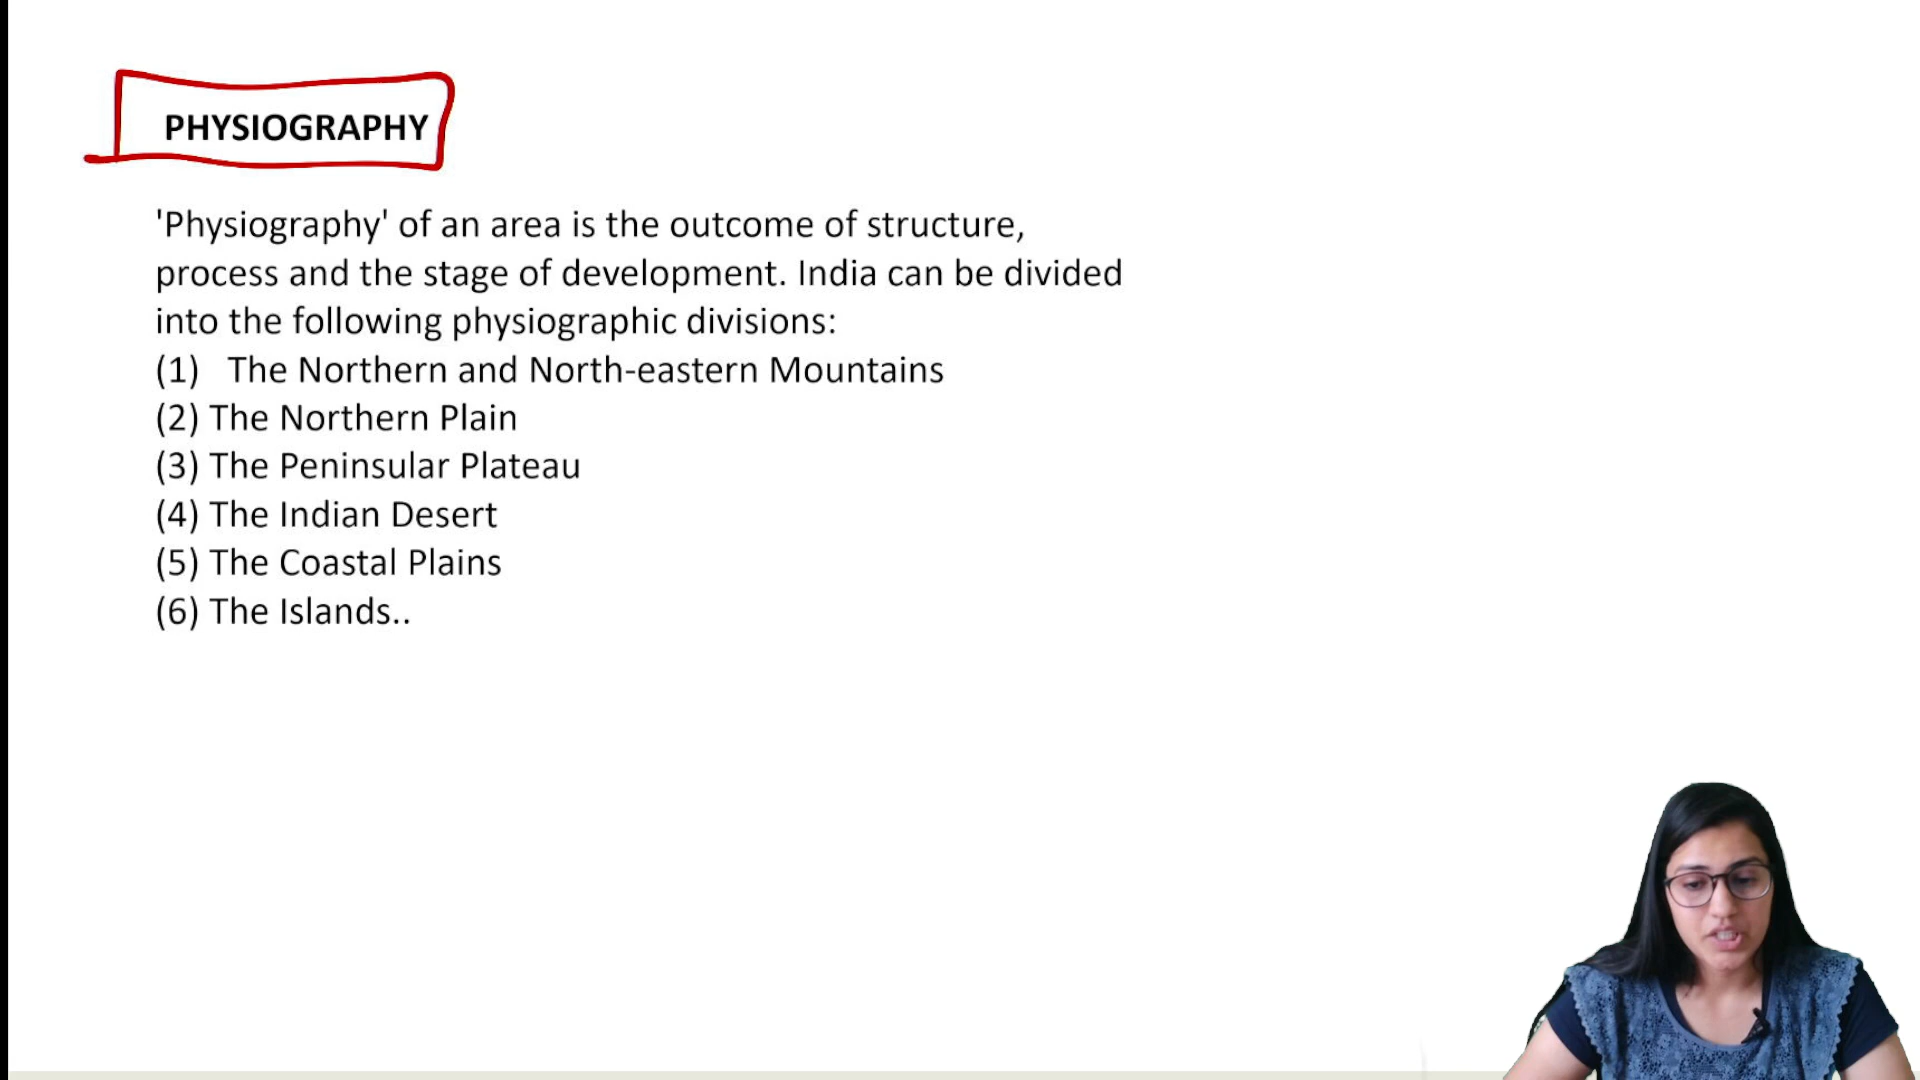 PHYSIOGRAPHY
'Physiography' of an area is the outcome of structure,
process and the stage of development. India can be divided
into the following physiographic divisions:
(1) The Northern and North-eastern Mountains
(2) The Northern Plain
(3) The Peninsular Plateau
(4) The Indian Desert
(5) The Coastal Plains
(6) The Islands..